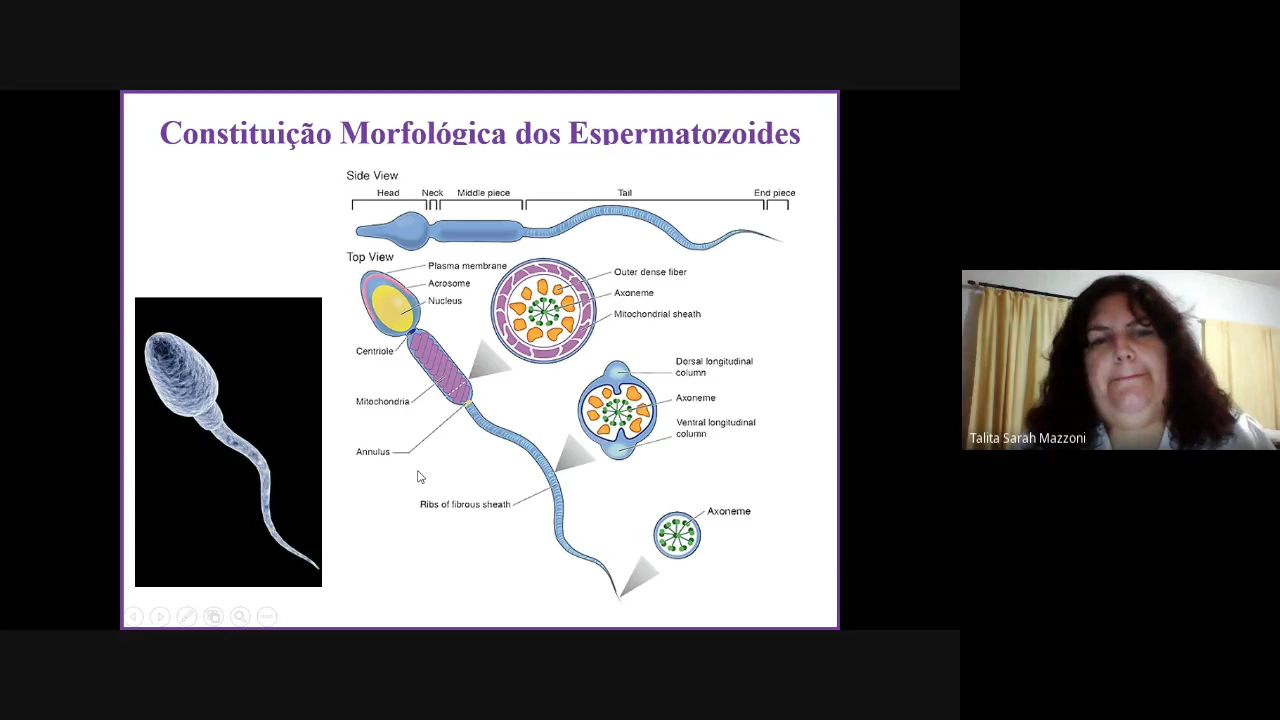 Constituição Morfológica dos Espermatozoides
Side View
Head Neck Middle piece Tail End piece
Top View
Plasma membrane
Acrosome
Nucleus
Centriole
Mitochondria
Annulus
Ribs of fibrous sheath
Outer dense fiber
Axoneme
Mitochondrial sheath
Dorsal longitudinal
column
Axoneme
Ventral longitudinal
column
Axoneme
Talita Sarah Mazzoni